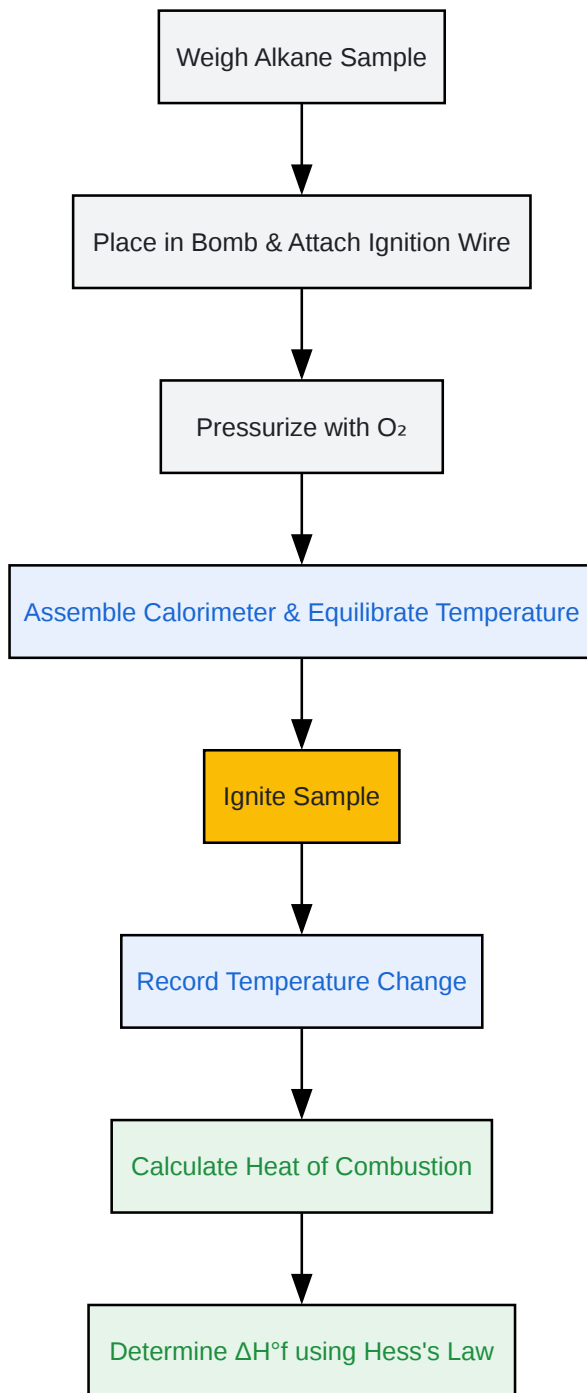 Weigh Alkane Sample
Place in Bomb & Attach Ignition Wire
Pressurize with O₂
Assemble Calorimeter & Equilibrate Temperature
Ignite Sample
Record Temperature Change
Calculate Heat of Combustion
Determine ΔH°f using Hess's Law